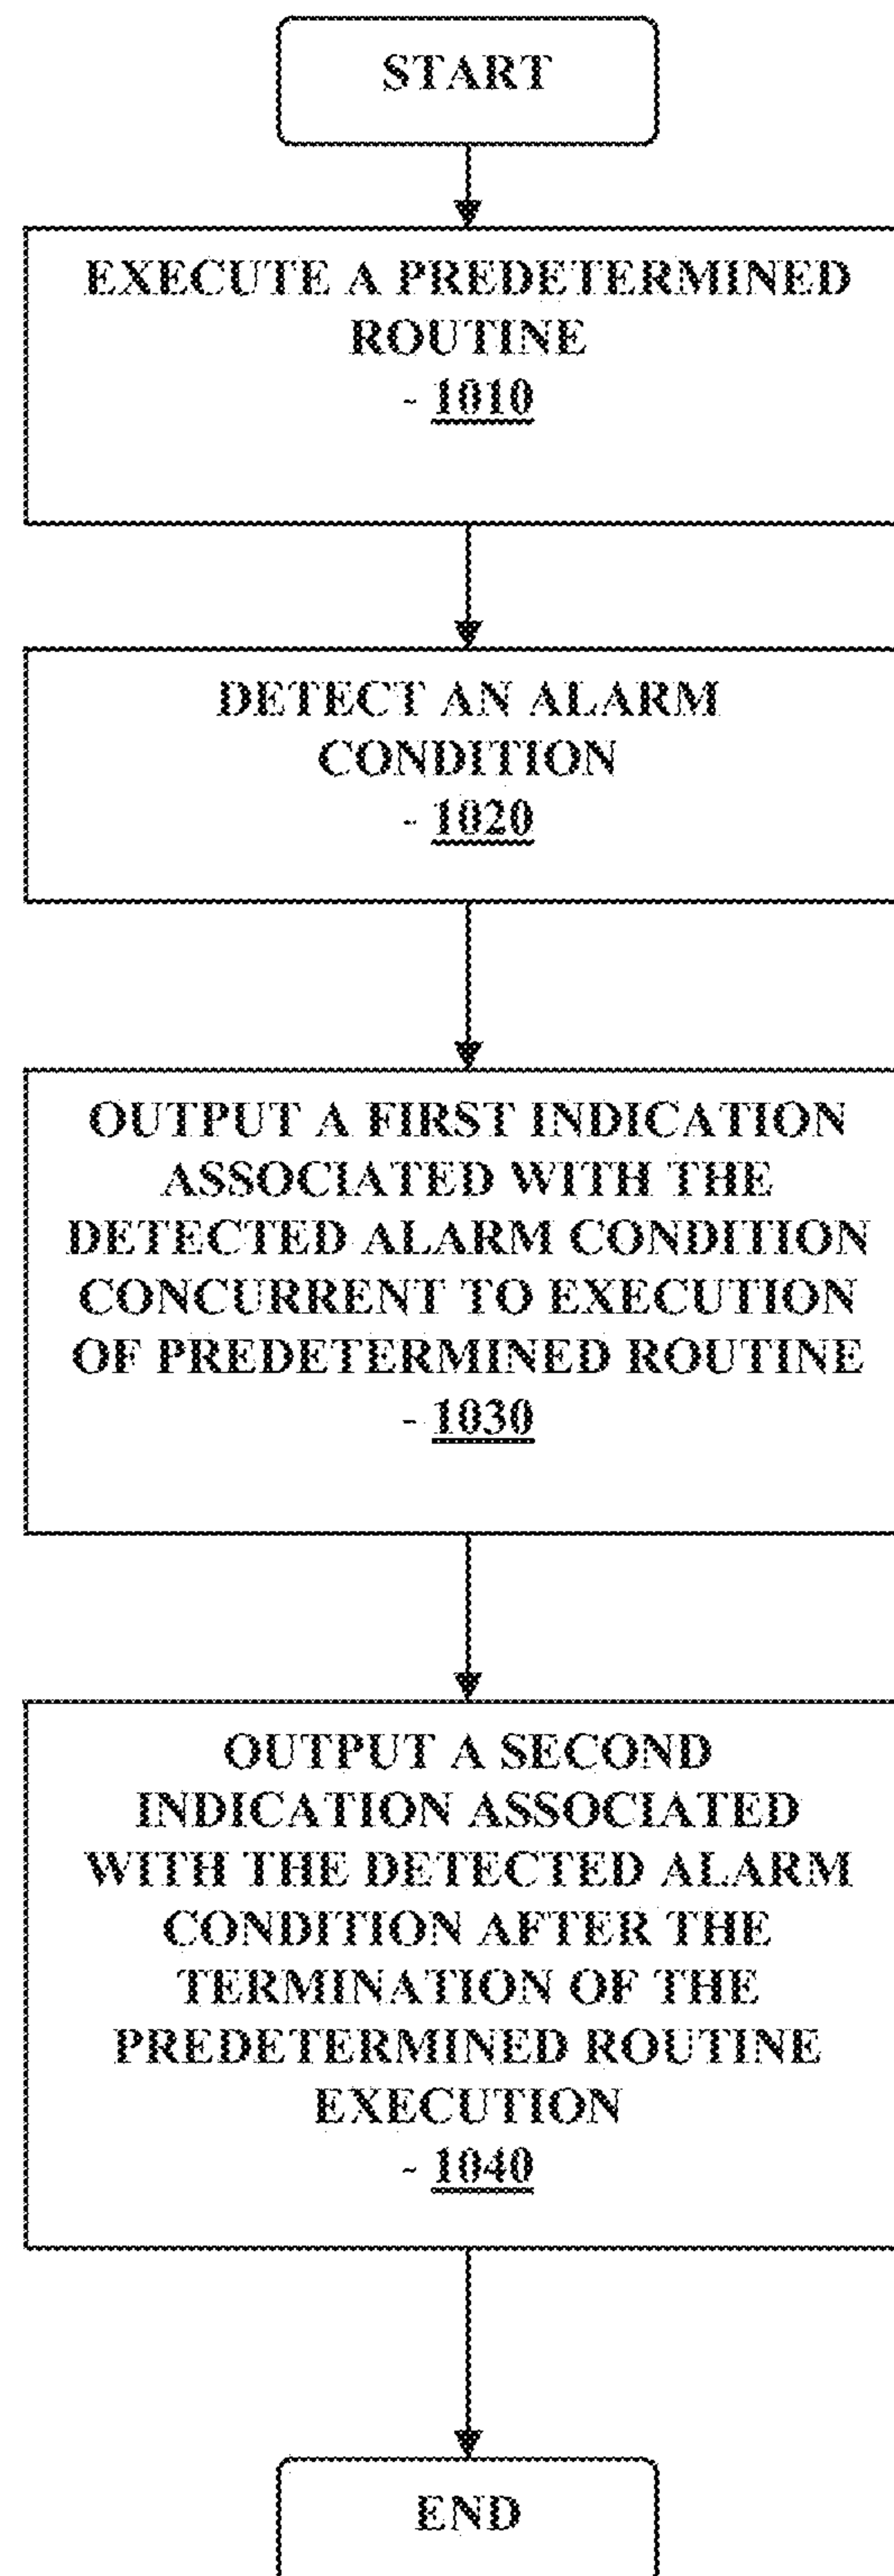 START
EXECUTE A PREDETERMINED
ROUTINE
- 1010
DETECT AN ALARM
CONDITION
- 1020
OUTPUT A FIRST INDICATION
ASSOCIATED WITH THE
DETECTED ALARM CONDITION
CONCURRENT TO EXECUTION
OF PREDETERMINED ROUTINE
- 1030
OUTPUT A SECOND
INDICATION ASSOCIATED
WITH THE DETECTED ALARM
CONDITION AFTER THE
TERMINATION OF THE
PREDETERMINED ROUTINE
EXECUTION
- 1040
END